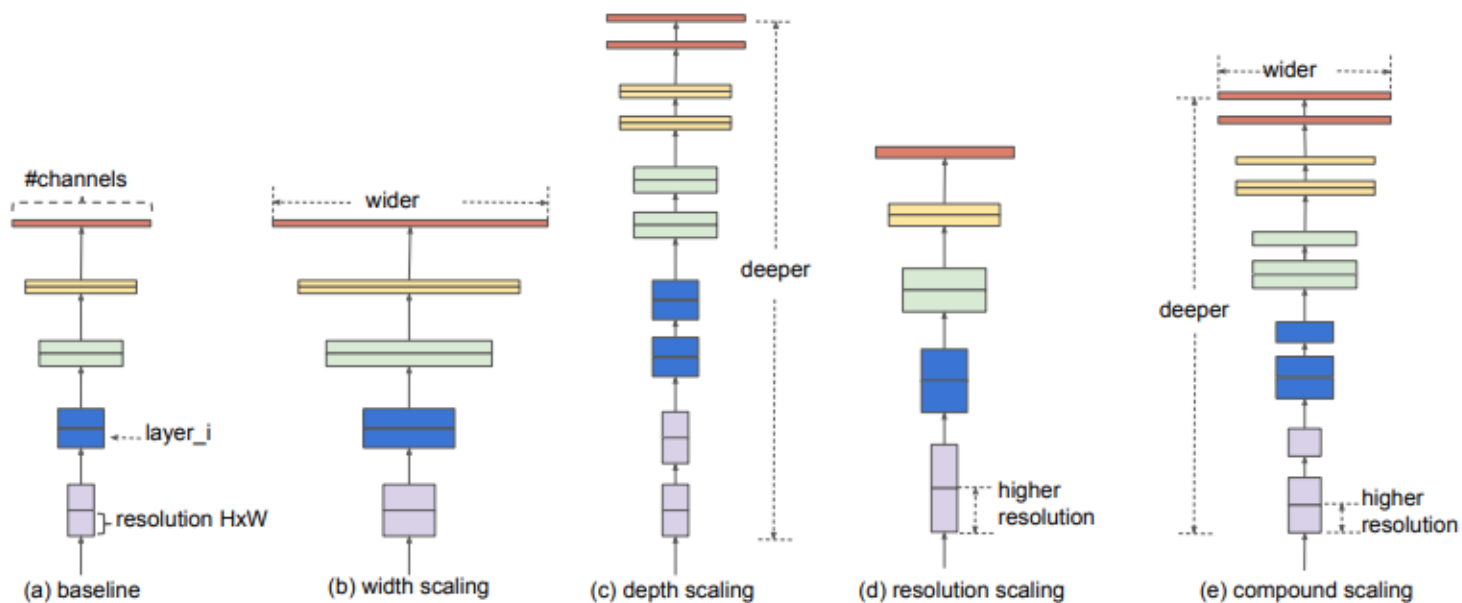 #channels
layer_i
resolution HxW
(a) baseline
wider
(b) width scaling
deeper
(c) depth scaling
higher
resolution
(d) resolution scaling
wider
deeper
higher
resolution
(e) compound scaling